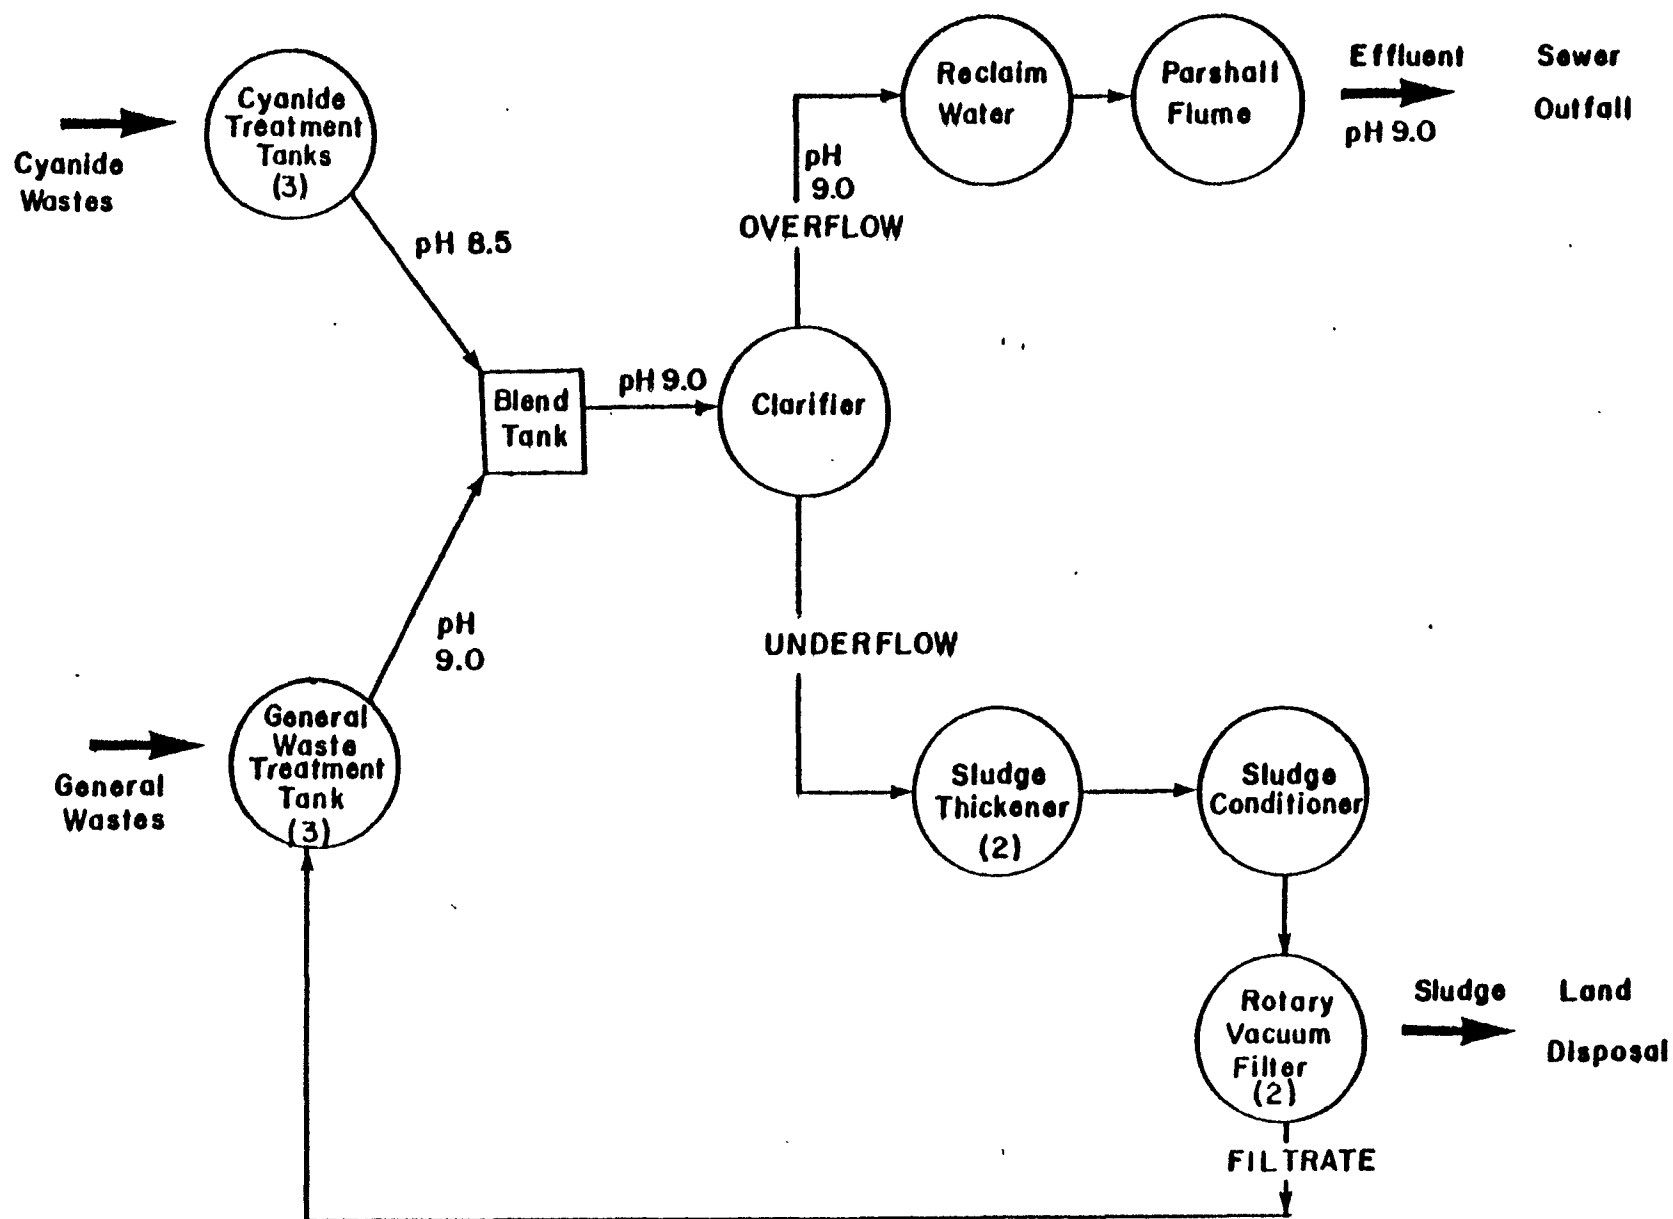 Cyanide
Wastes
Cyanide
Treatment
Tanks
(3)
pH 8.5
General
Wastes
General
Waste
Treatment
Tank
(3)
pH
9.0
Blend
Tank
pH 9.0
Clarifier
OVERFLOW
pH
9.0
Reclaim
Water
Parshall
Flume
Effluent
pH 9.0
Sewer
Outfall
UNDERFLOW
Sludge
Thickener
(2)
Sludge
Conditioner
Rotary
Vacuum
Filter
(2)
Sludge
Land
Disposal
FILTRATE